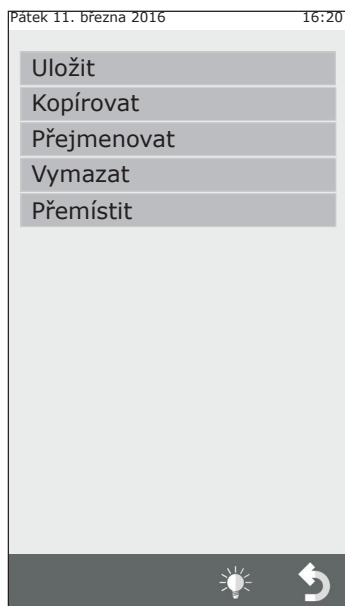 Pátek 11. března 2016 16:20
Uložit
Kopírovat
Přejmenovat
Vymazat
Přemístit